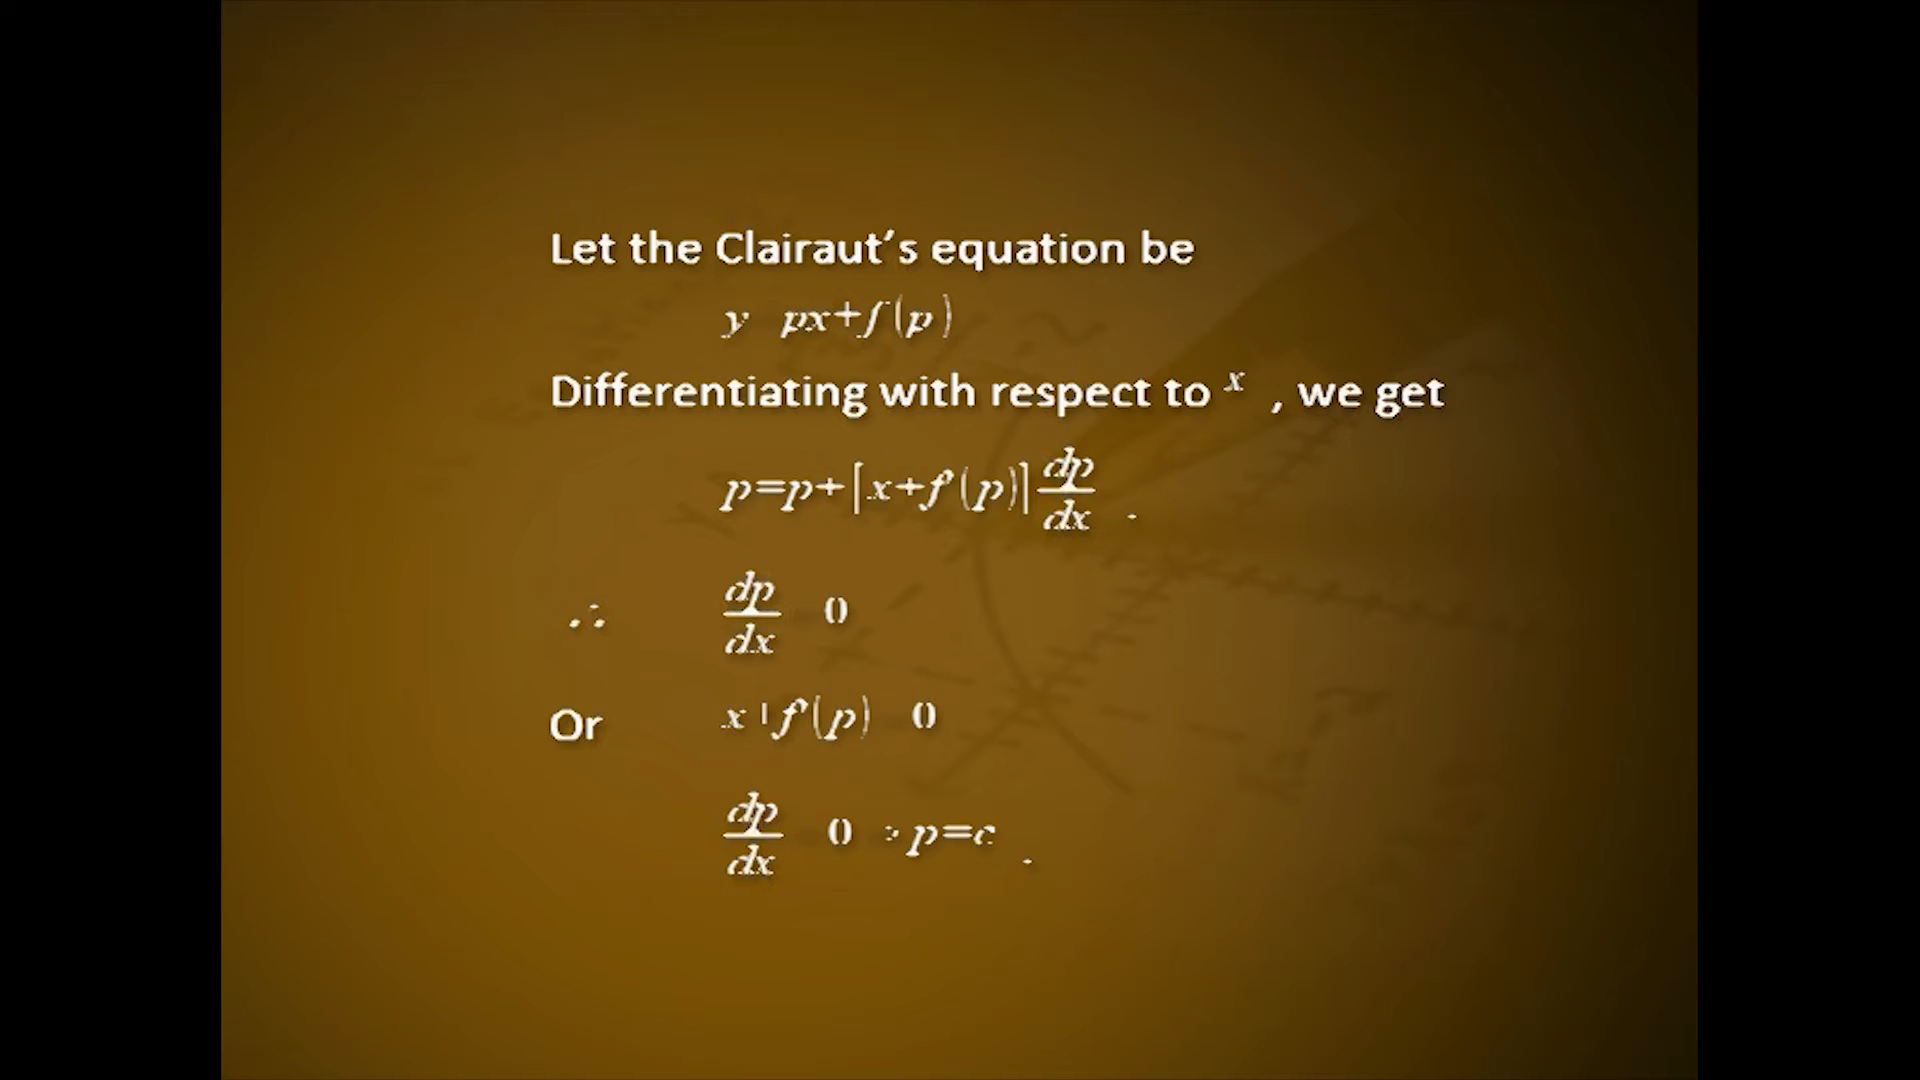 Let the Clairaut's equation be
y px+f(p)
Differentiating with respect to x , we get
p=p+[x+f'(p)] dp/dx .
∴ dp/dx 0
Or x+f'(p) 0
dp/dx 0 ⇒ p=c .